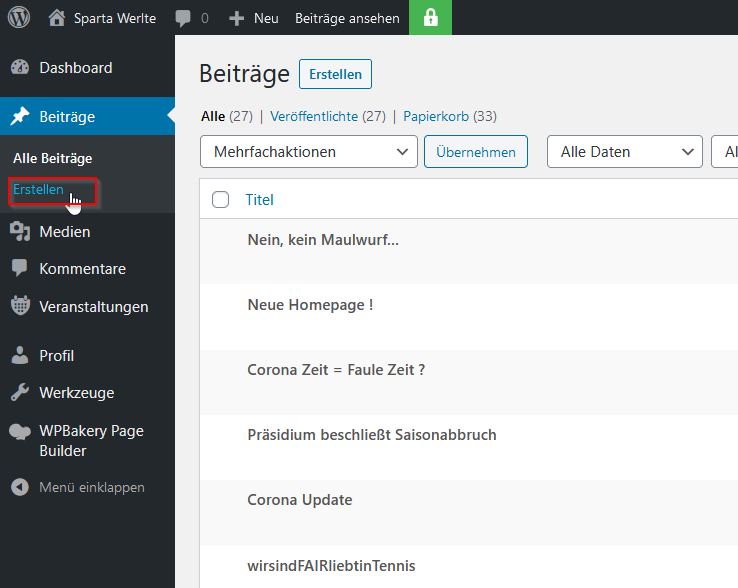 Sparta Werlte 0 Neu Beiträge ansehen
Dashboard
Beiträge
Alle Beiträge
Erstellen
Medien
Kommentare
Veranstaltungen
Profil
Werkzeuge
WPBakery Page
Builder
Menü einklappen
Beiträge Erstellen
Alle (27) | Veröffentlichte (27) | Papierkorb (33)
Mehrfachaktionen Übernehmen Alle Daten Al
Titel
Nein, kein Maulwurf...
Neue Homepage !
Corona Zeit = Faule Zeit ?
Präsidium beschließt Saisonabbruch
Corona Update
wirsindFAIRliebtinTennis